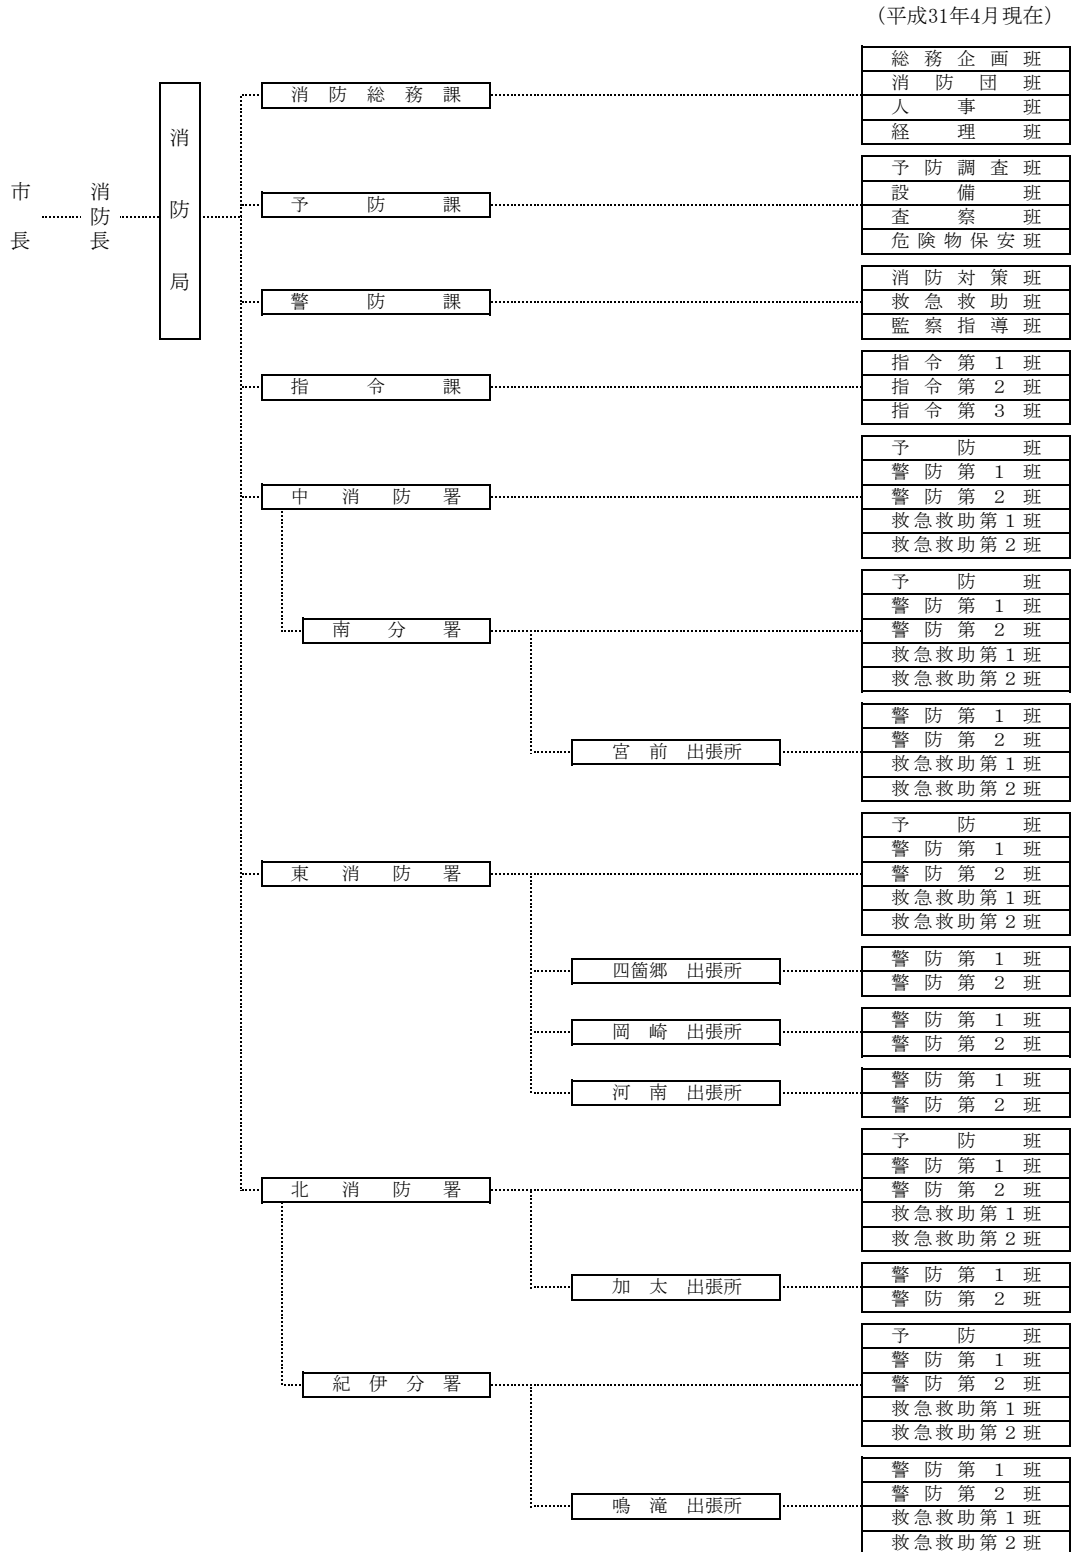 (平成31年4月現在)
市長
消防長
消防局
消防総務課
総務企画班
消防団班
人事班
経理班
予防課
予防調査班
設備班
査察班
危険物保安班
警防課
消防対策班
救急救助班
監察指導班
指令課
指令第1班
指令第2班
指令第3班
中消防署
予防班
警防第1班
警防第2班
救急救助第1班
救急救助第2班
南分署
予防班
警防第1班
警防第2班
救急救助第1班
救急救助第2班
宮前出張所
警防第1班
警防第2班
救急救助第1班
救急救助第2班
東消防署
予防班
警防第1班
警防第2班
救急救助第1班
救急救助第2班
四箇郷 出張所
警防第1班
警防第2班
岡崎出張所
警防第1班
警防第2班
河南出張所
警防第1班
警防第2班
北消防署
予防班
警防第1班
警防第2班
救急救助第1班
救急救助第2班
加太出張所
警防第1班
警防第2班
紀伊分署
予防班
警防第1班
警防第2班
救急救助第1班
救急救助第2班
鳴滝出張所
警防第1班
警防第2班
救急救助第1班
救急救助第2班